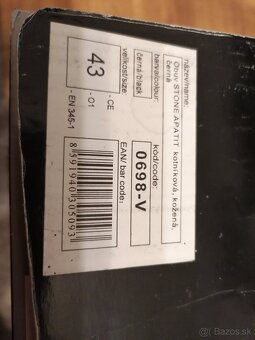 název/name:
Obuv STONE APATIT kotníková, kožená,
černá
barva/colour:
černá/black
kód/code:
0698-V
velikost/size
43
- CE
- O1
- EN 345-1
EAN/ bar code:
8591940305093
bazos.sk